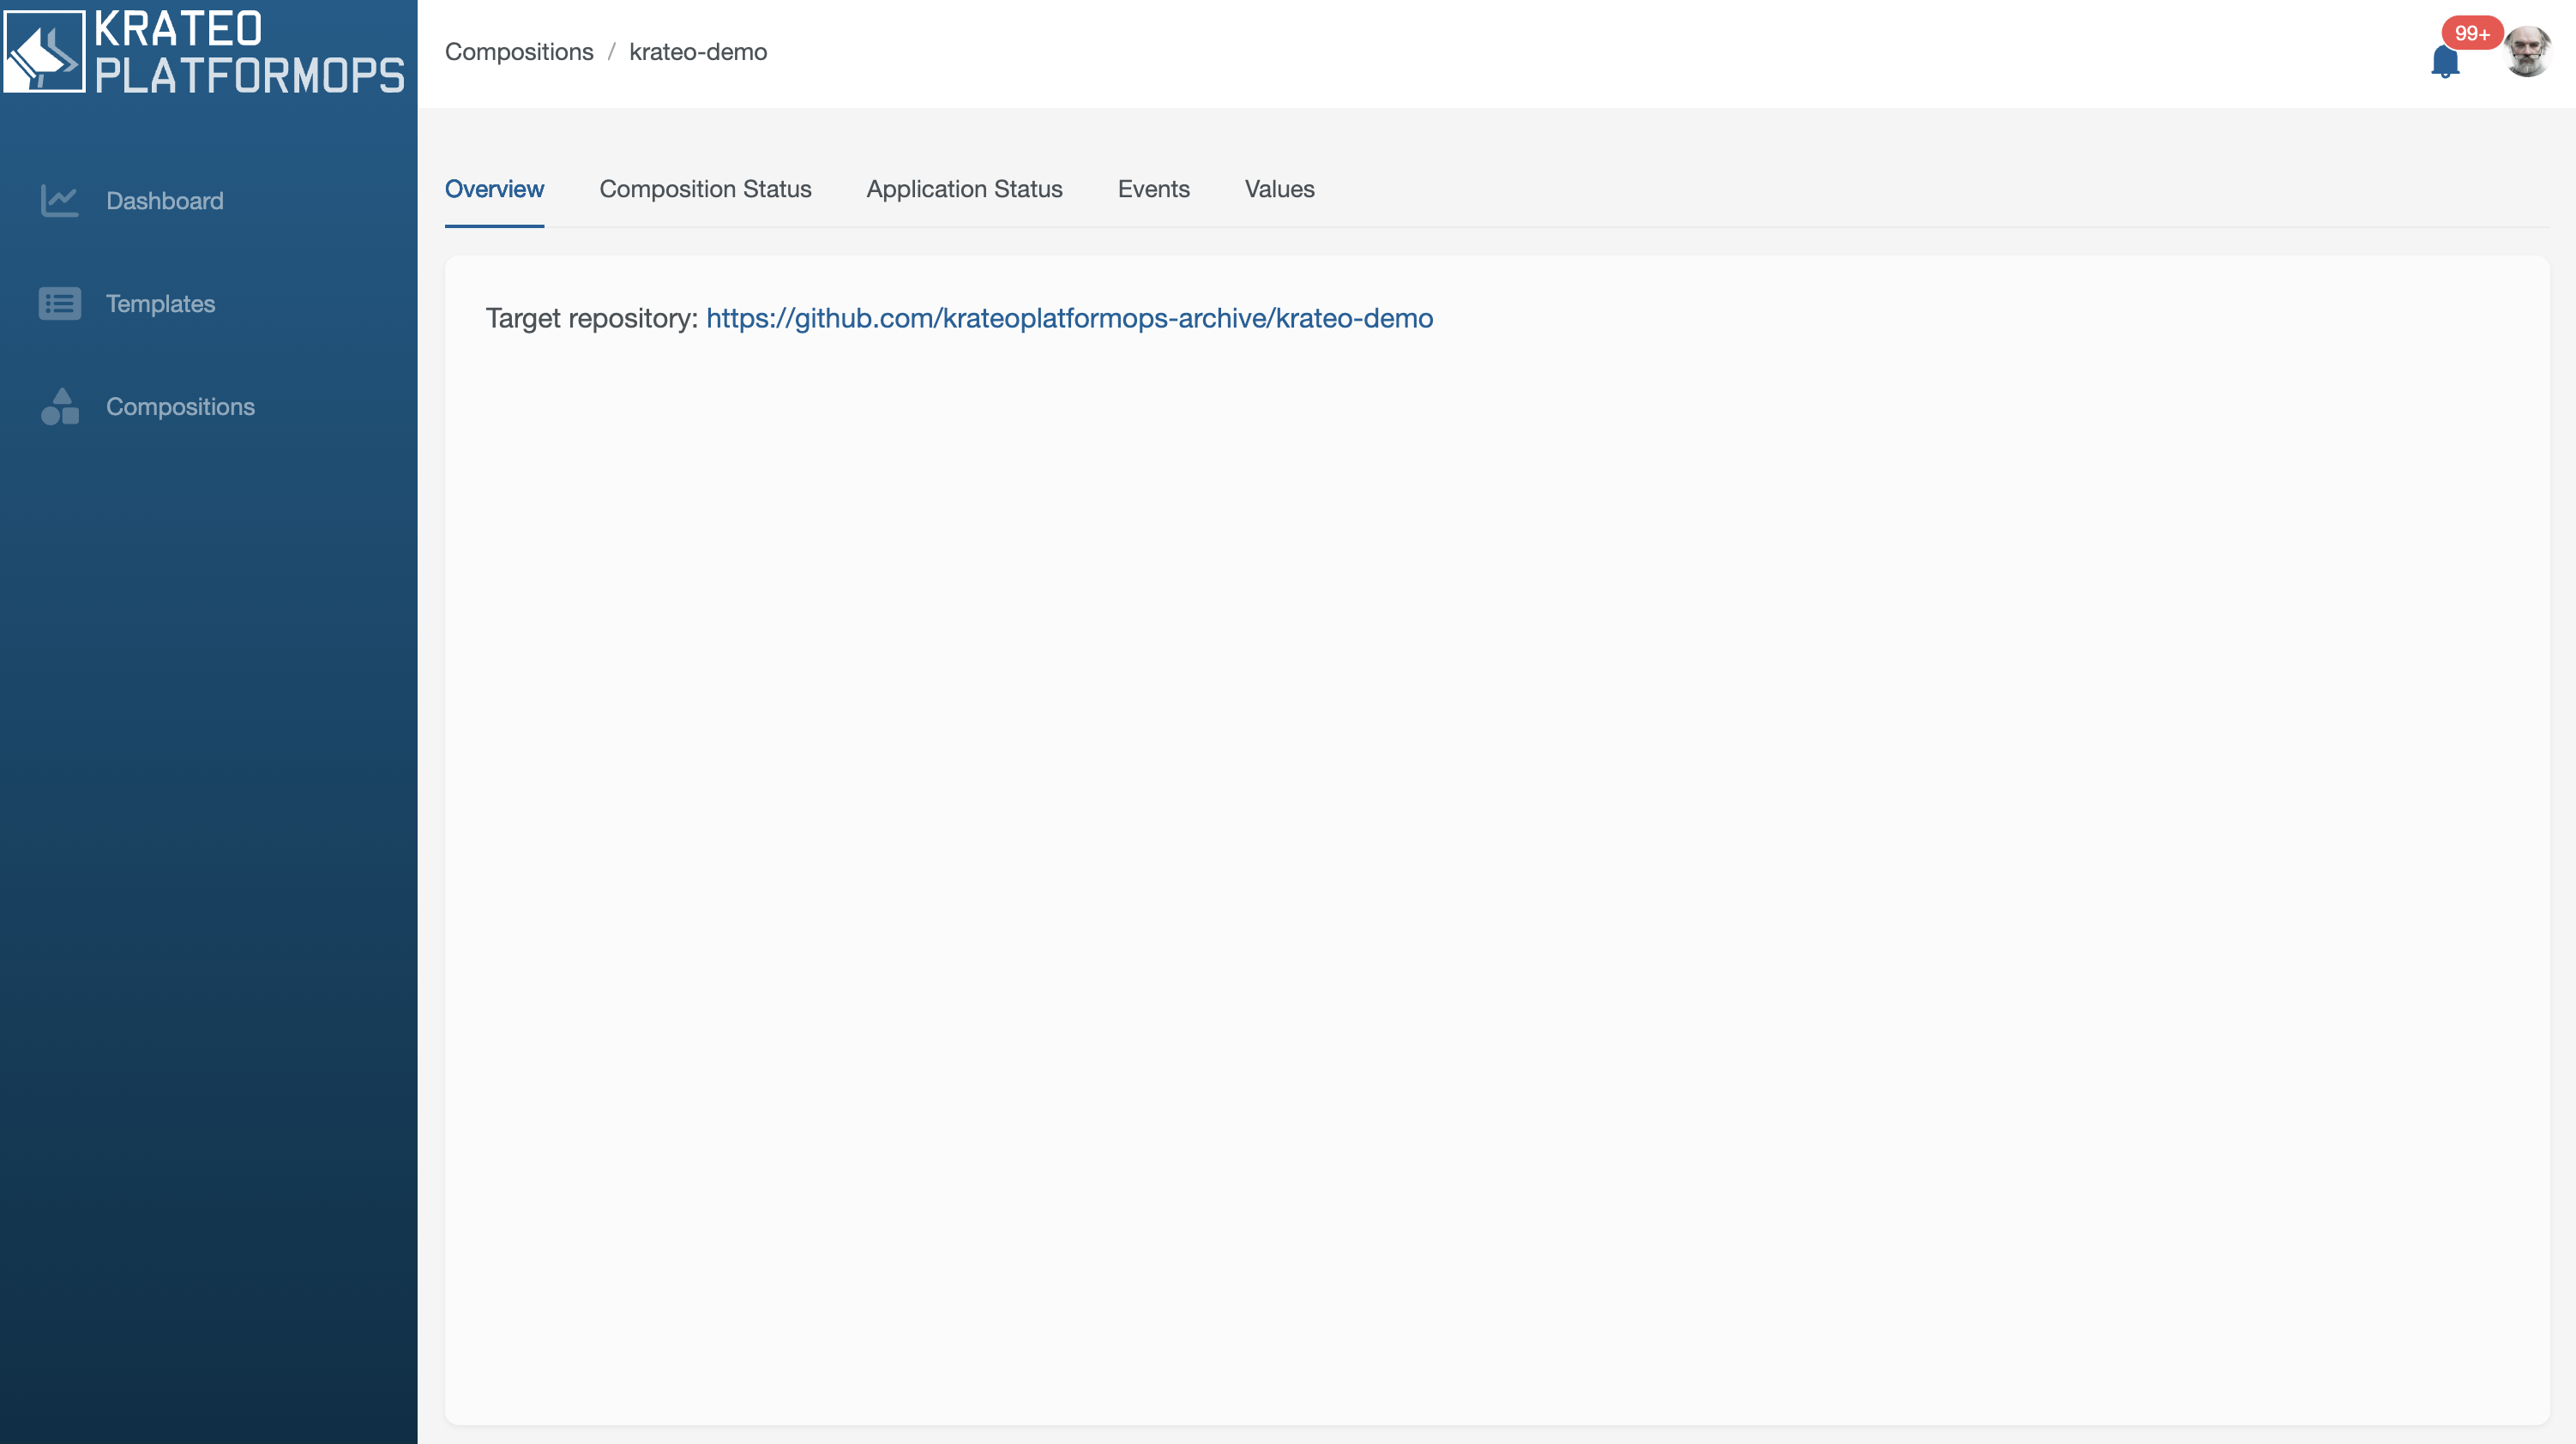 KRATEO
PLATFORMOPS
Compositions / krateo-demo
99+
Dashboard
Templates
Compositions
Overview
Composition Status
Application Status
Events
Values
Target repository: https://github.com/krateoplatformops-archive/krateo-demo